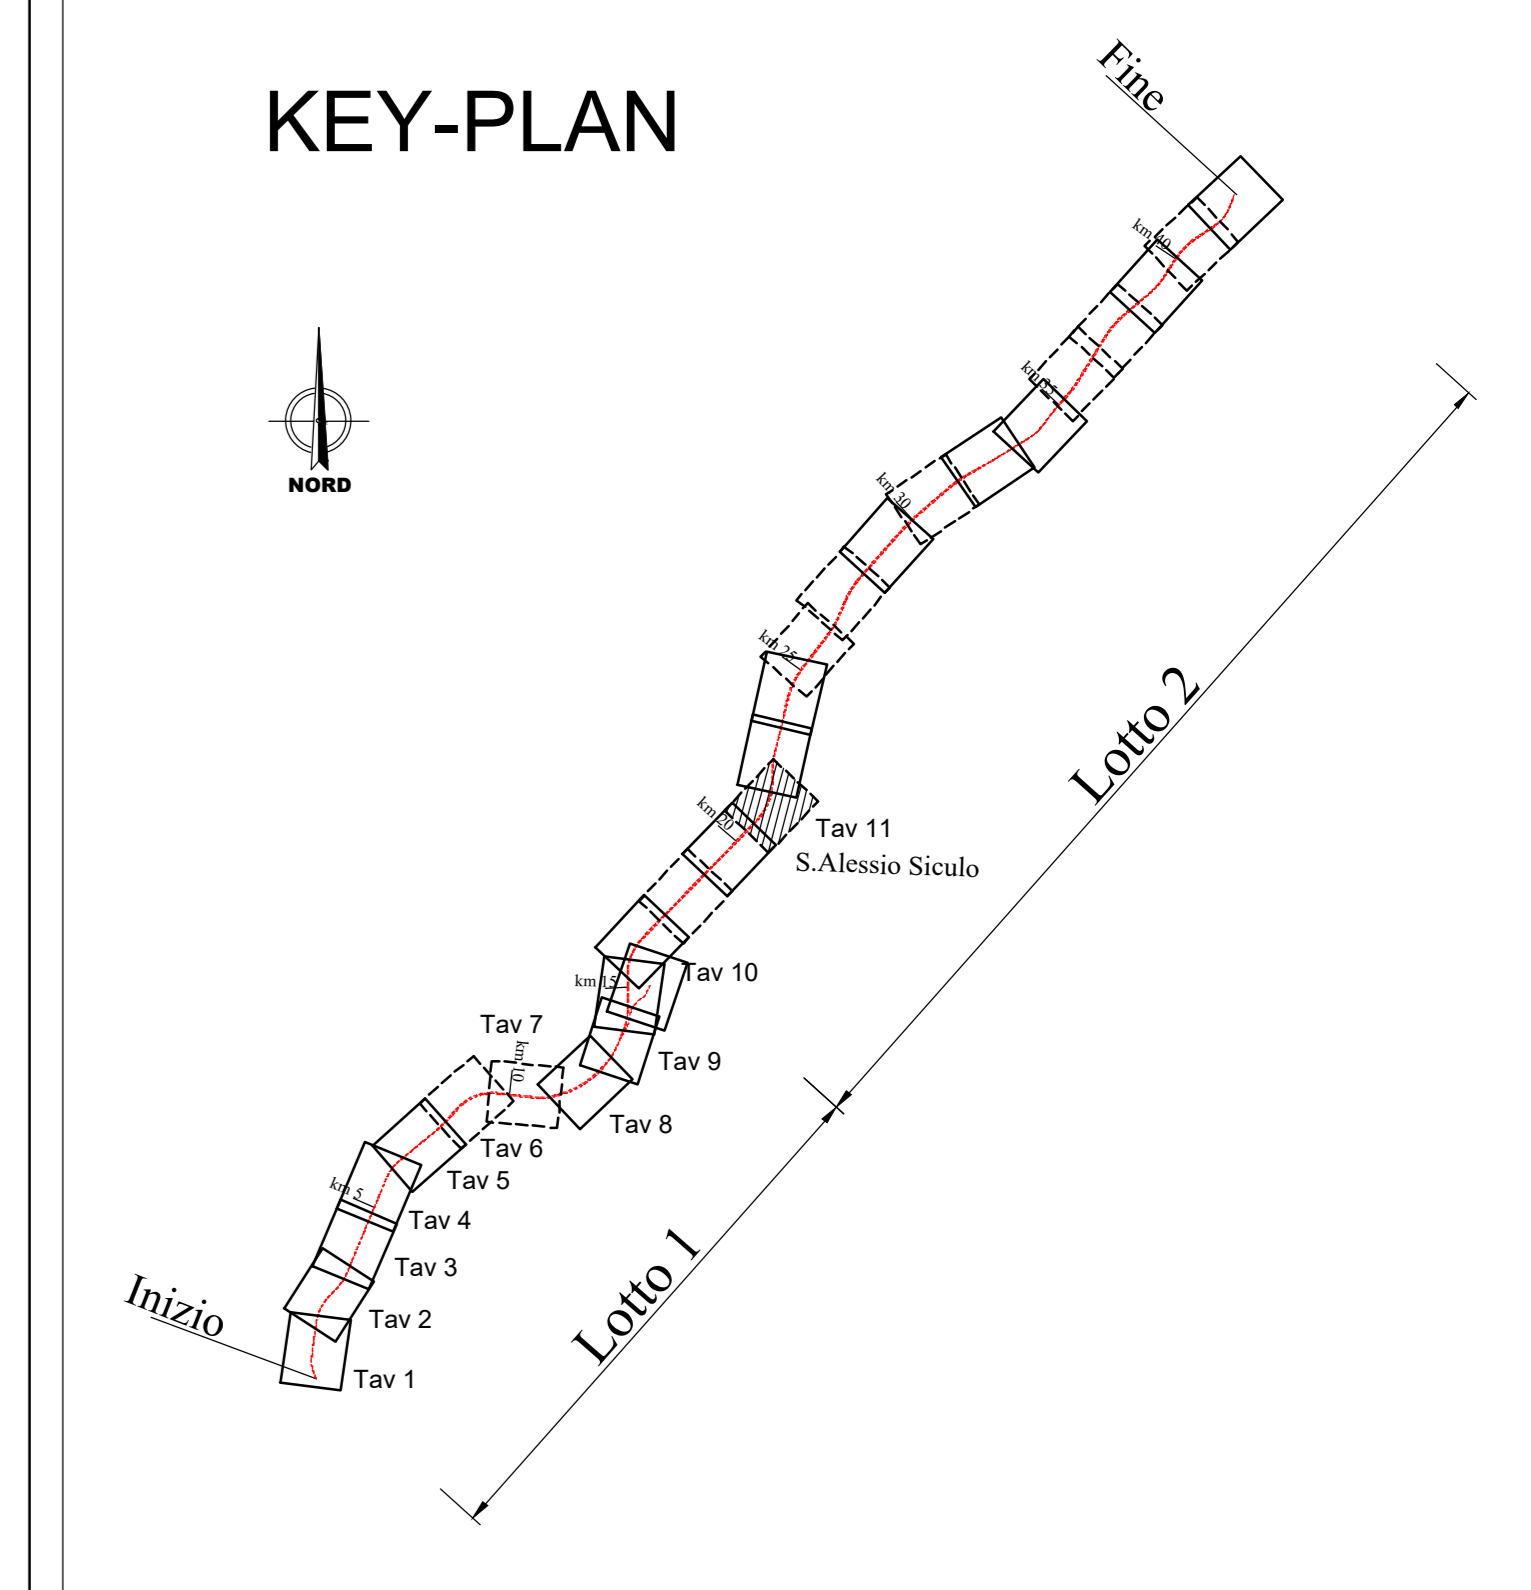 Fine
KEY-PLAN
km 40
km 35
NORD
km 30
km 25
Lotto 2
km 20
Tav 11
S.Alessio Siculo
Tav 10
km 15
Tav 7
km 10
Tav 9
Tav 8
Tav 6
Tav 5
km 5
Tav 4
Tav 3
Inizio
Lotto 1
Tav 2
Tav 1